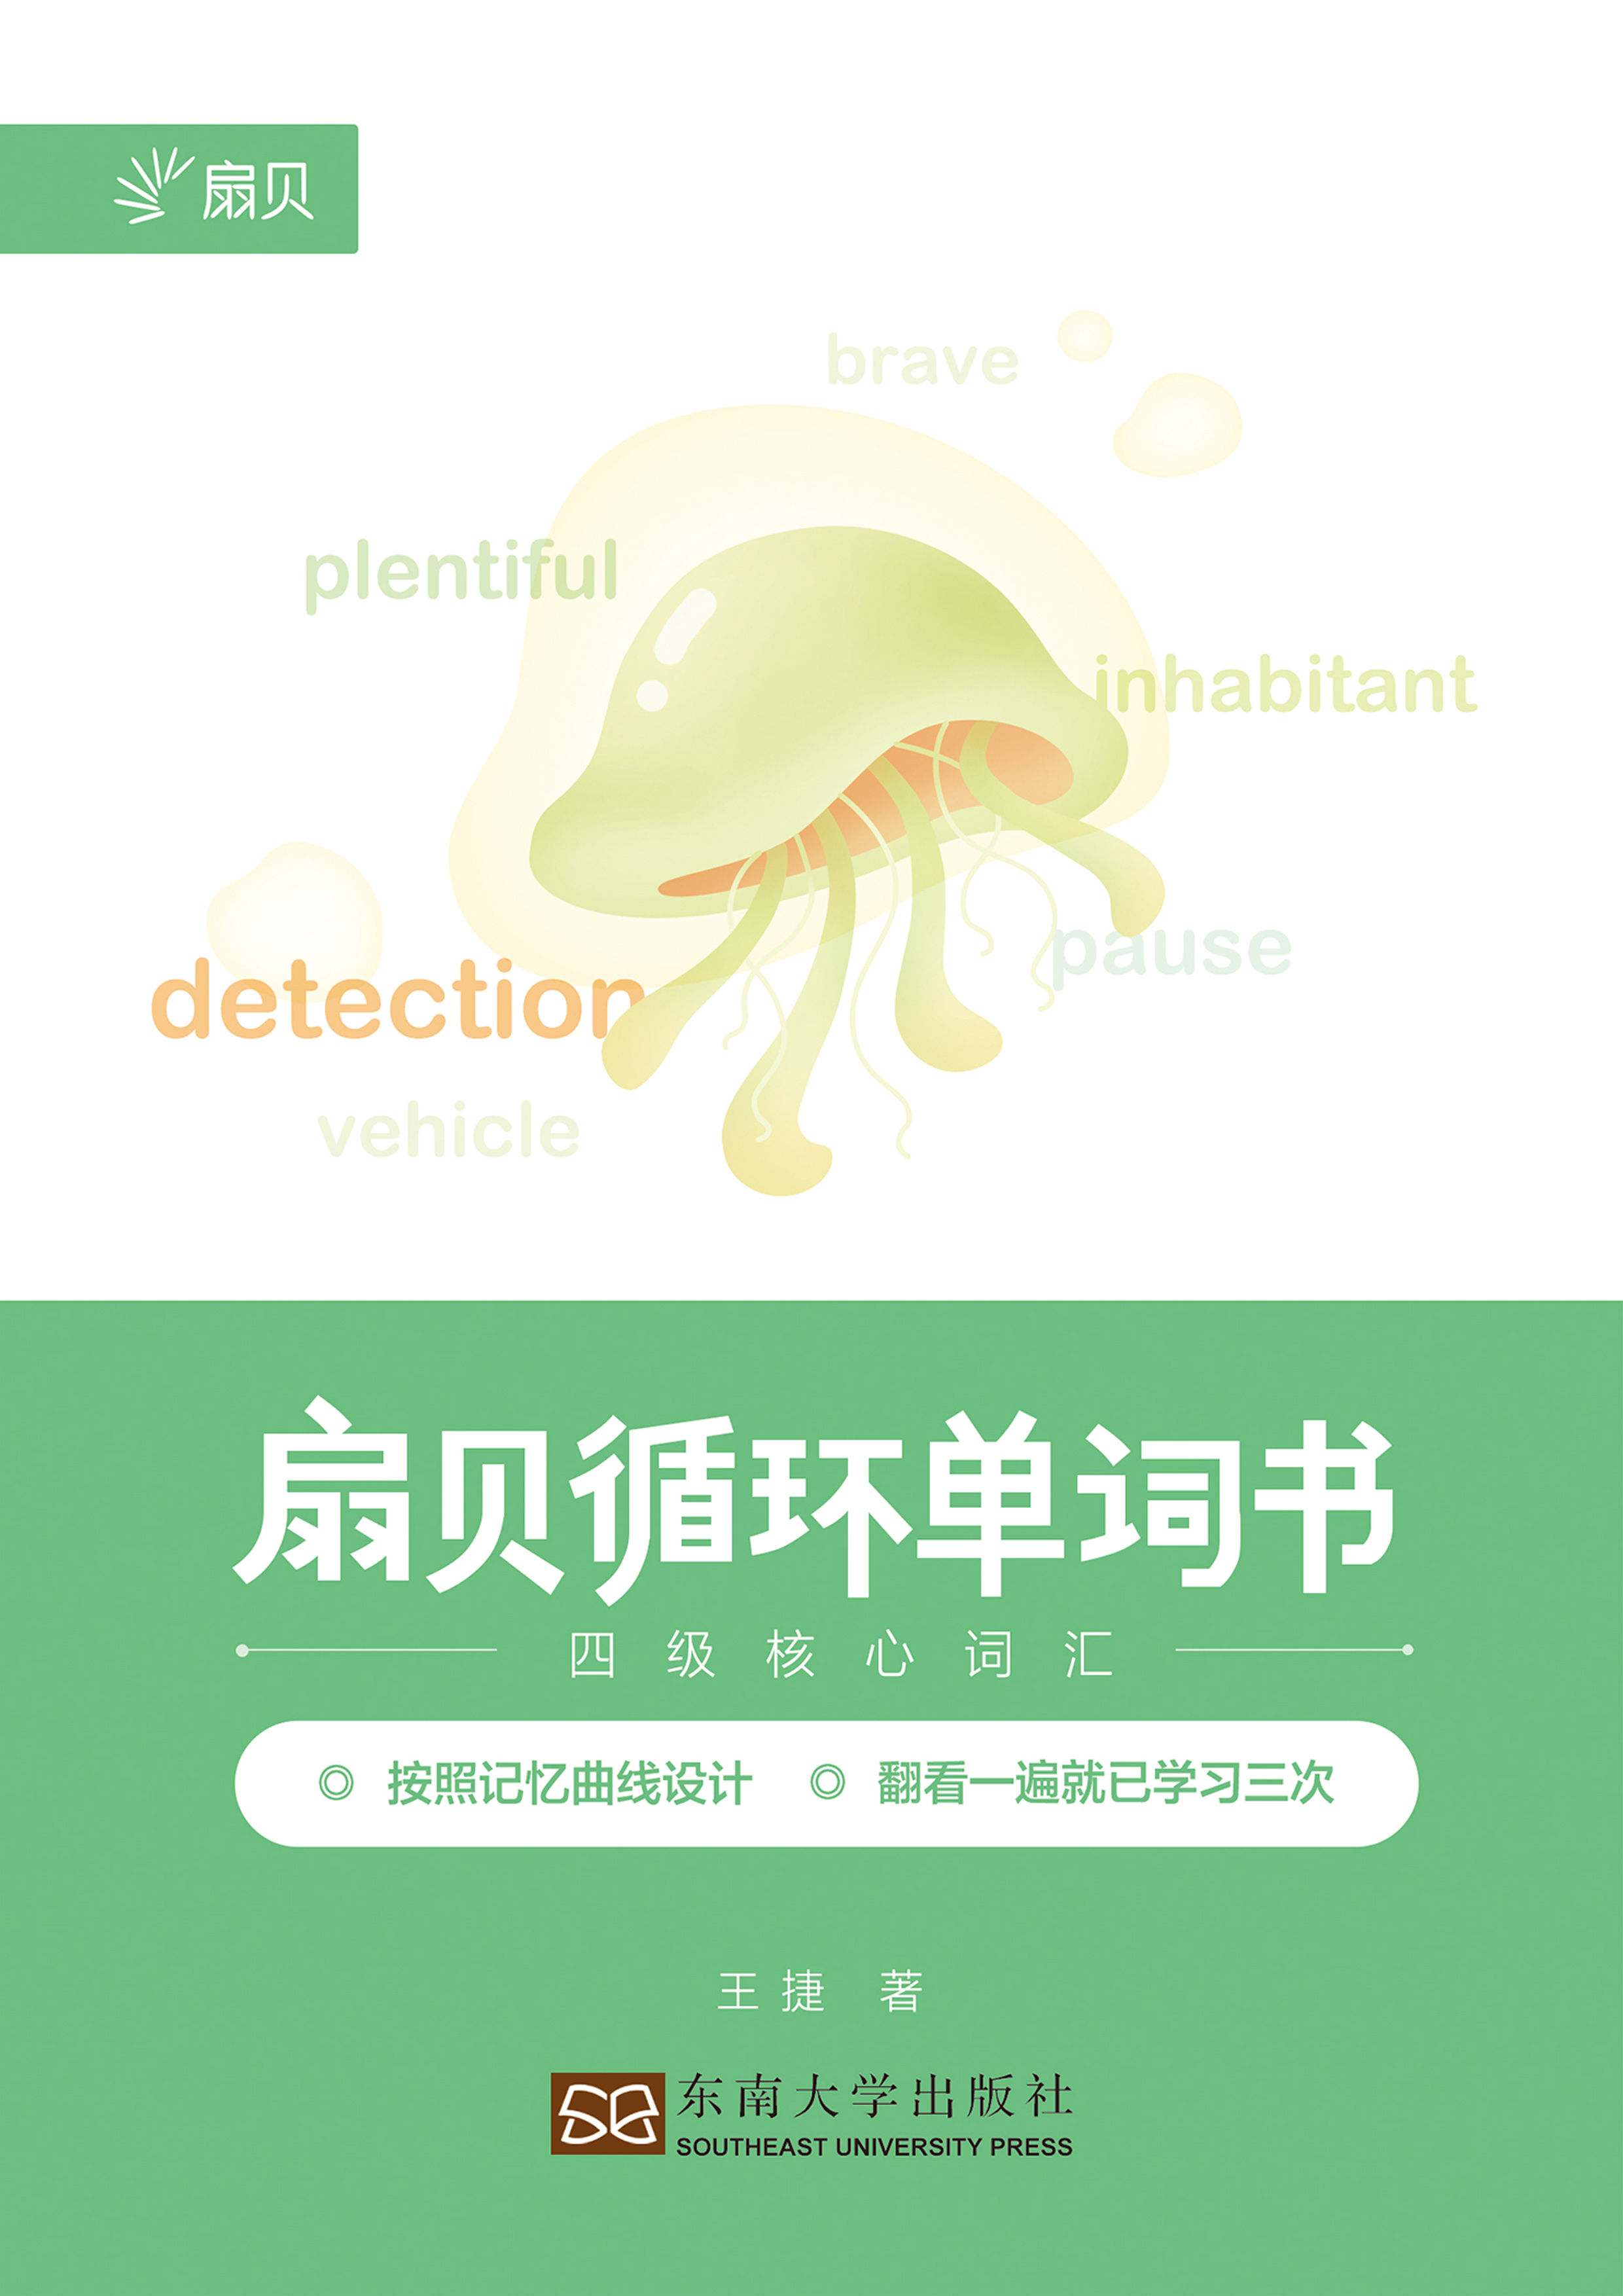 扇贝
brave
plentiful
inhabitant
pause
detection
vehicle
扇贝循环单词书
四级核心词汇
◎ 按照记忆曲线设计 ◎ 翻看一遍就已学习三次
王捷 著
东南大学出版社
SOUTHEAST UNIVERSITY PRESS